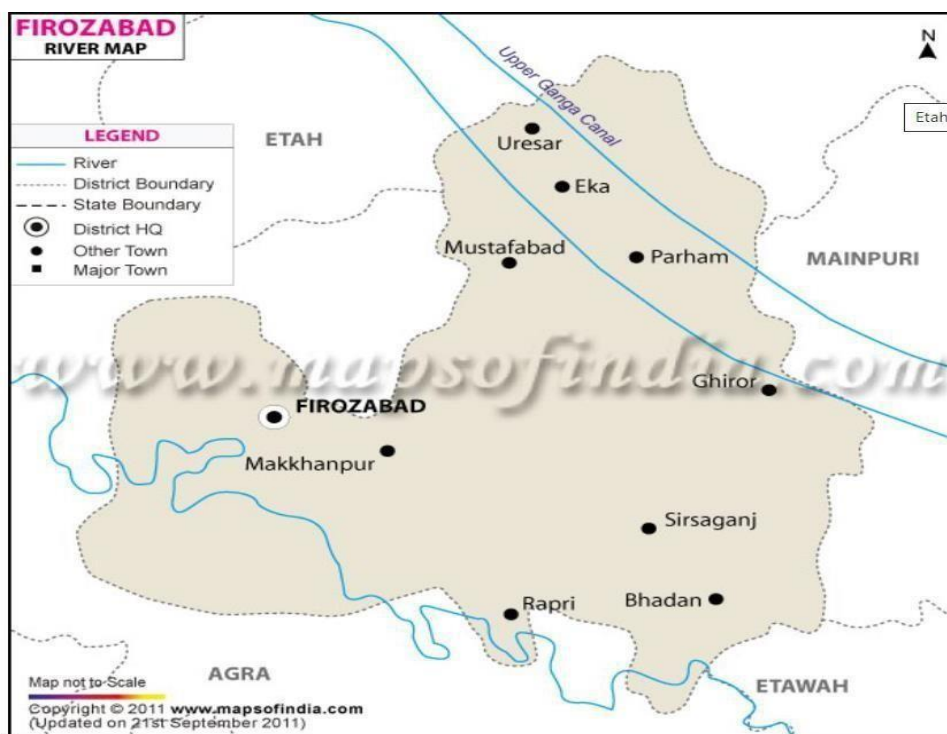 FIROZABAD
RIVER MAP
N
Upper Ganga Canal
Etah
LEGEND
River
District Boundary
State Boundary
District HQ
Other Town
Major Town
ETAH
Uresar
Eka
Mustafabad
Parham
MAINPURI
www.mapsofindia.com
Ghiror
FIROZABAD
Makkhanpur
Sirsaganj
Rapri
Bhadan
AGRA
ETAWAH
Map not to Scale
Copyright © 2011 www.mapsofindia.com
(Updated on 21st September 2011)